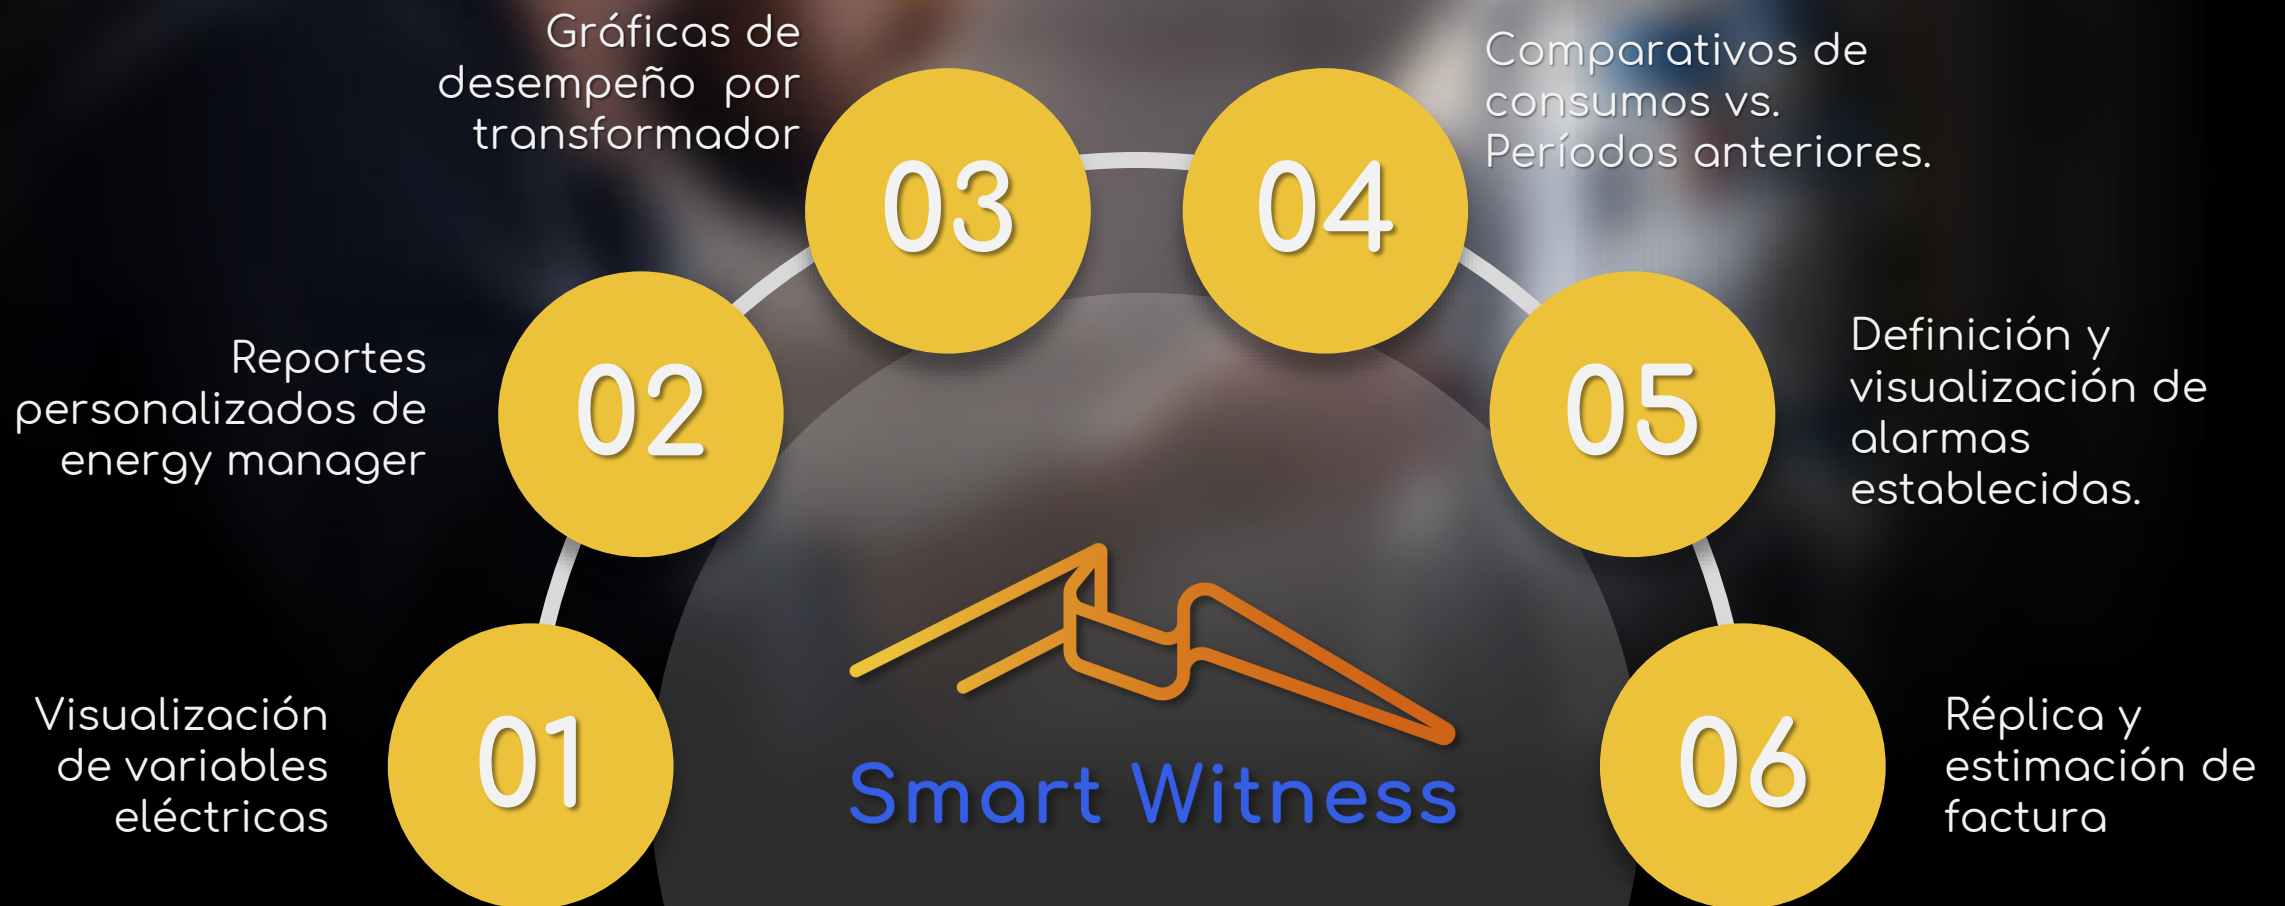 01
Visualización
de variables
eléctricas
02
Reportes
personalizados de
energy manager
03
Gráficas de
desempeño por
transformador
04
Comparativos de
consumos vs.
Períodos anteriores.
05
Definición y
visualización de
alarmas
establecidas.
06
Réplica y
estimación de
factura
Smart Witness